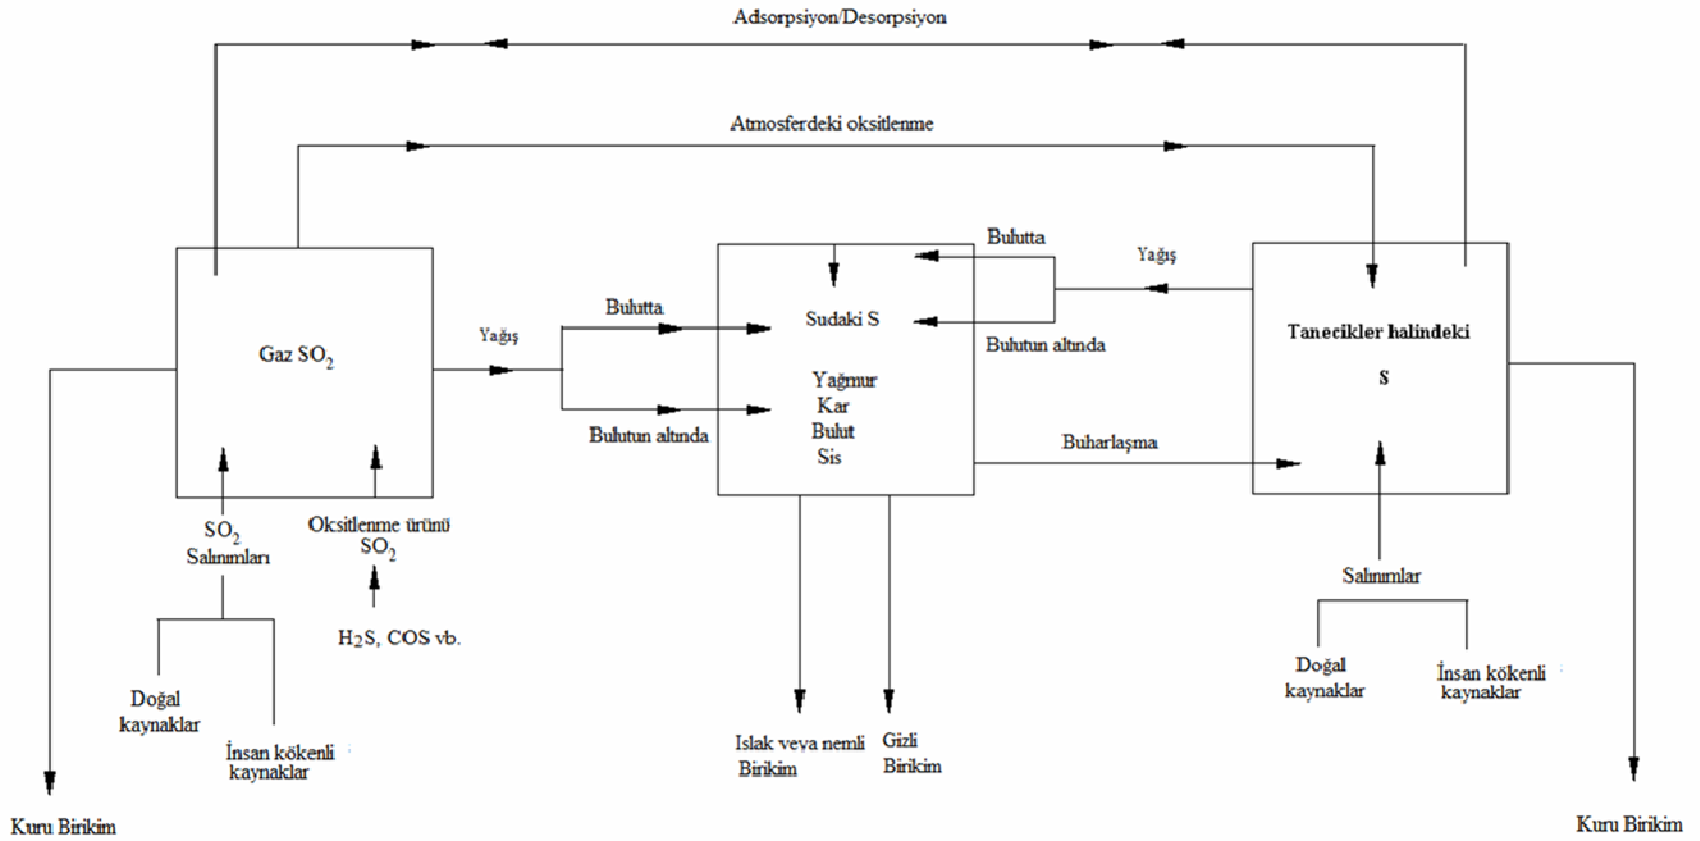 Adsorpsiyon/Desorpsiyon
Atmosferdeki oksitlenme
Gaz SO2
Yağış
Bulutta
Bulutun altında
Sudaki S
Yağmur
Kar
Bulut
Sis
Bulutta
Bulutun altında
Yağış
Buharlaşma
Tanecikler halindeki
S
SO2
Salınımları
Oksitlenme ürünü
SO2
H2S, COS vb.
Doğal
kaynaklar
İnsan kökenli
kaynaklar
Islak veya nemli
Birikim
Gizli
Birikim
Salınımlar
Doğal
kaynaklar
İnsan kökenli
kaynaklar
Kuru Birikim
Kuru Birikim